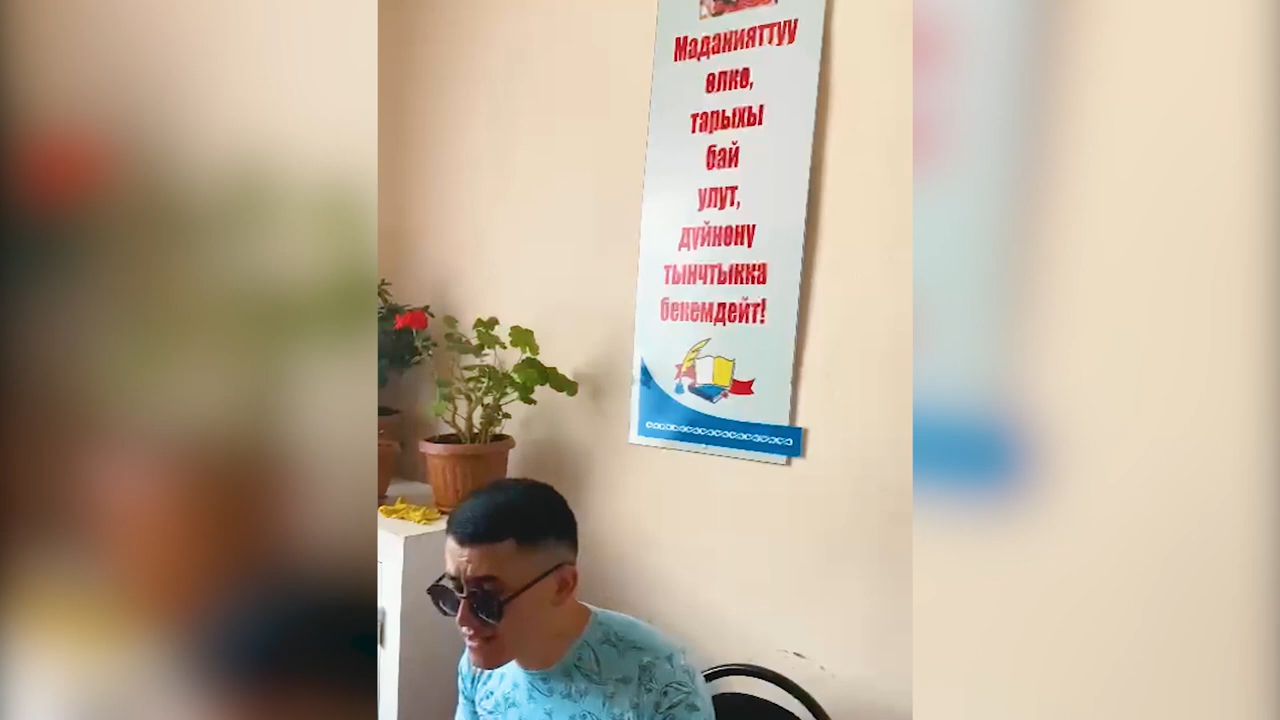 Маданияттуу
өлкө,
тарыхы
бай
улут,
дүйнөнү
тынчтыкка
бекемдейт!